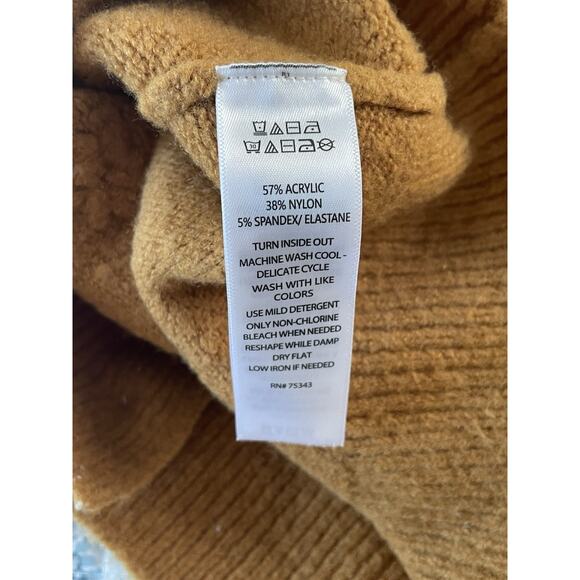 57% ACRYLIC
38% NYLON
5% SPANDEX/ ELASTANE
TURN INSIDE OUT
MACHINE WASH COOL -
DELICATE CYCLE
WASH WITH LIKE
COLORS
USE MILD DETERGENT
ONLY NON-CHLORINE
BLEACH WHEN NEEDED
RESHAPE WHILE DAMP
DRY FLAT
LOW IRON IF NEEDED
RN# 75343